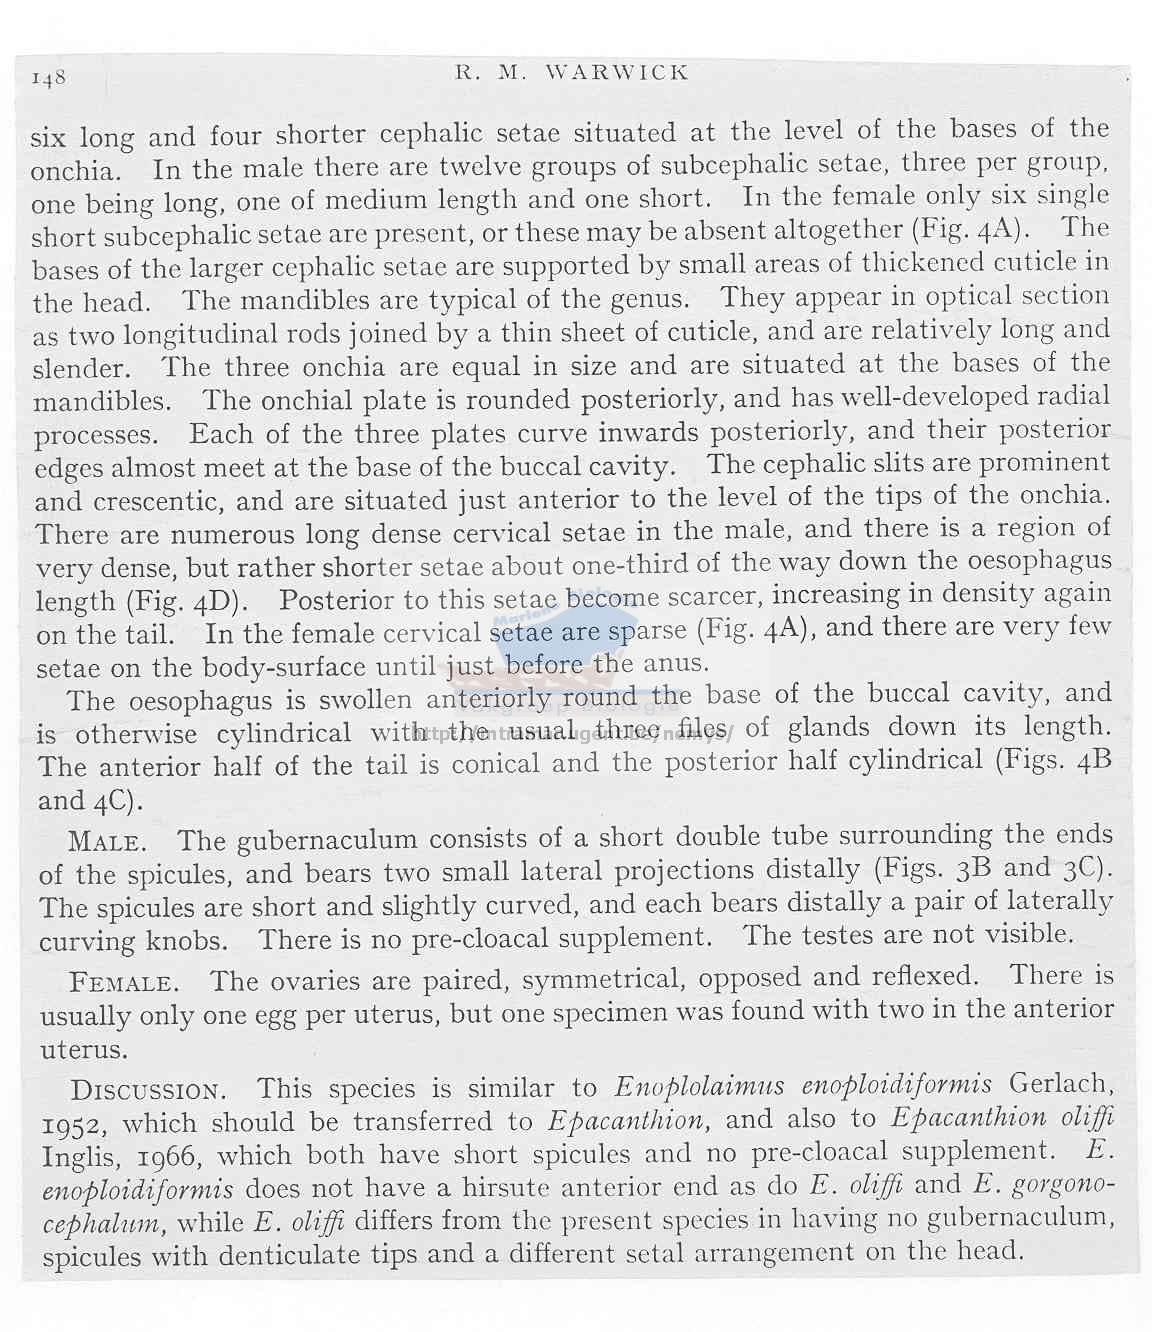 148
R. M. WARWICK
six long and four shorter cephalic setae situated at the level of the bases of the
onchia. In the male there are twelve groups of subcephalic setae, three per group,
one being long, one of medium length and one short. In the female only six single
short subcephalic setae are present, or these may be absent altogether (Fig. 4A). The
bases of the larger cephalic setae are supported by small areas of thickened cuticle in
the head. The mandibles are typical of the genus. They appear in optical section
as two longitudinal rods joined by a thin sheet of cuticle, and are relatively long and
slender. The three onchia are equal in size and are situated at the bases of the
mandibles. The onchial plate is rounded posteriorly, and has well-developed radial
processes. Each of the three plates curve inwards posteriorly, and their posterior
edges almost meet at the base of the buccal cavity. The cephalic slits are prominent
and crescentic, and are situated just anterior to the level of the tips of the onchia.
There are numerous long dense cervical setae in the male, and there is a region of
very dense, but rather shorter setae about one-third of the way down the oesophagus
length (Fig. 4D). Posterior to this setae become scarcer, increasing in density again
on the tail. In the female cervical setae are sparse (Fig. 4A), and there are very few
setae on the body-surface until just before the anus.
The oesophagus is swollen anteriorly round the base of the buccal cavity, and
is otherwise cylindrical with the usual three files of glands down its length.
The anterior half of the tail is conical and the posterior half cylindrical (Figs. 4B
and 4C).
MALE. The gubernaculum consists of a short double tube surrounding the ends
of the spicules, and bears two small lateral projections distally (Figs. 3B and 3C).
The spicules are short and slightly curved, and each bears distally a pair of laterally
curving knobs. There is no pre-cloacal supplement. The testes are not visible.
FEMALE. The ovaries are paired, symmetrical, opposed and reflexed. There is
usually only one egg per uterus, but one specimen was found with two in the anterior
uterus.
DISCUSSION. This species is similar to Enoplolaimus enoploidiformis Gerlach,
1952, which should be transferred to Epacanthion, and also to Epacanthion oliffi
Inglis, 1966, which both have short spicules and no pre-cloacal supplement. E.
enoploidiformis does not have a hirsute anterior end as do E. oliffi and E. gorgono-
cephalum, while E. oliffi differs from the present species in having no gubernaculum,
spicules with denticulate tips and a different setal arrangement on the head.